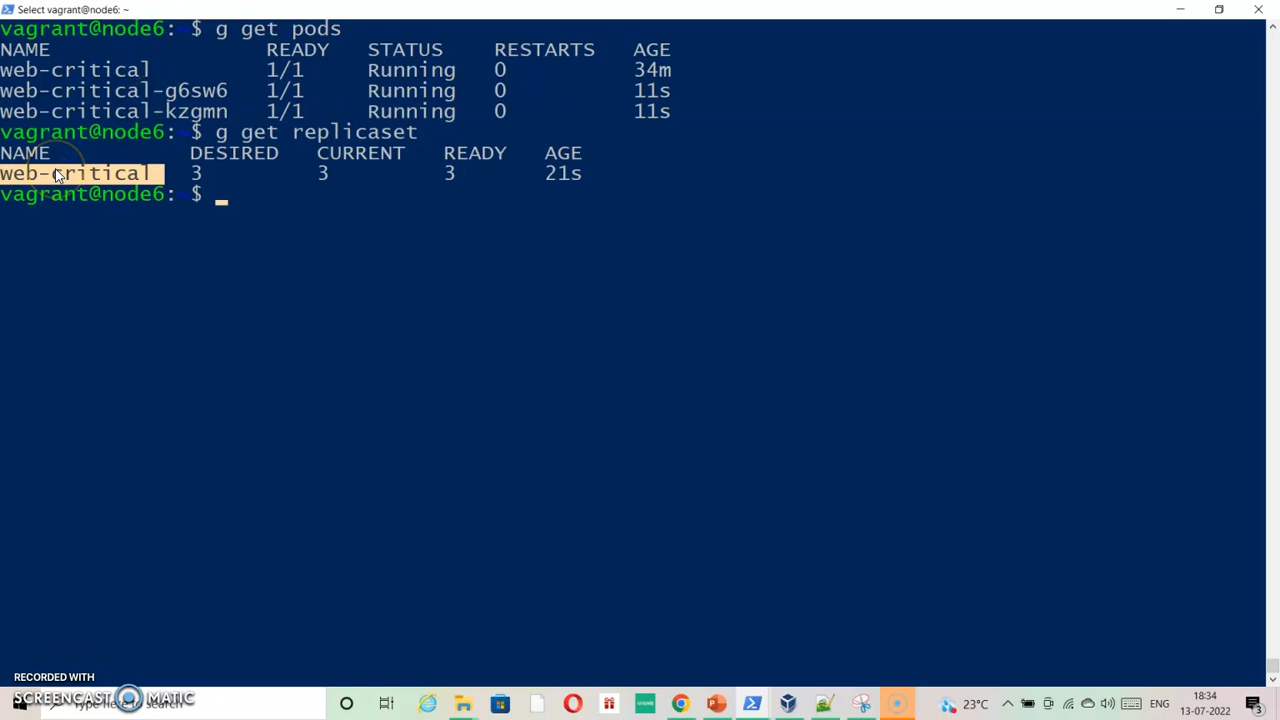 Select vagrant@node6: ~
vagrant@node6:~$ g get pods
NAME READY STATUS RESTARTS AGE
web-critical 1/1 Running 0 34m
web-critical-g6sw6 1/1 Running 0 11s
web-critical-kzgmn 1/1 Running 0 11s
vagrant@node6:~$ g get replicaset
NAME DESIRED CURRENT READY AGE
web-critical 3 3 3 21s
vagrant@node6:~$
RECORDED WITH
SCREENCAST MATIC
Type here to search
23°C
ENG
18:34
13-07-2022
3